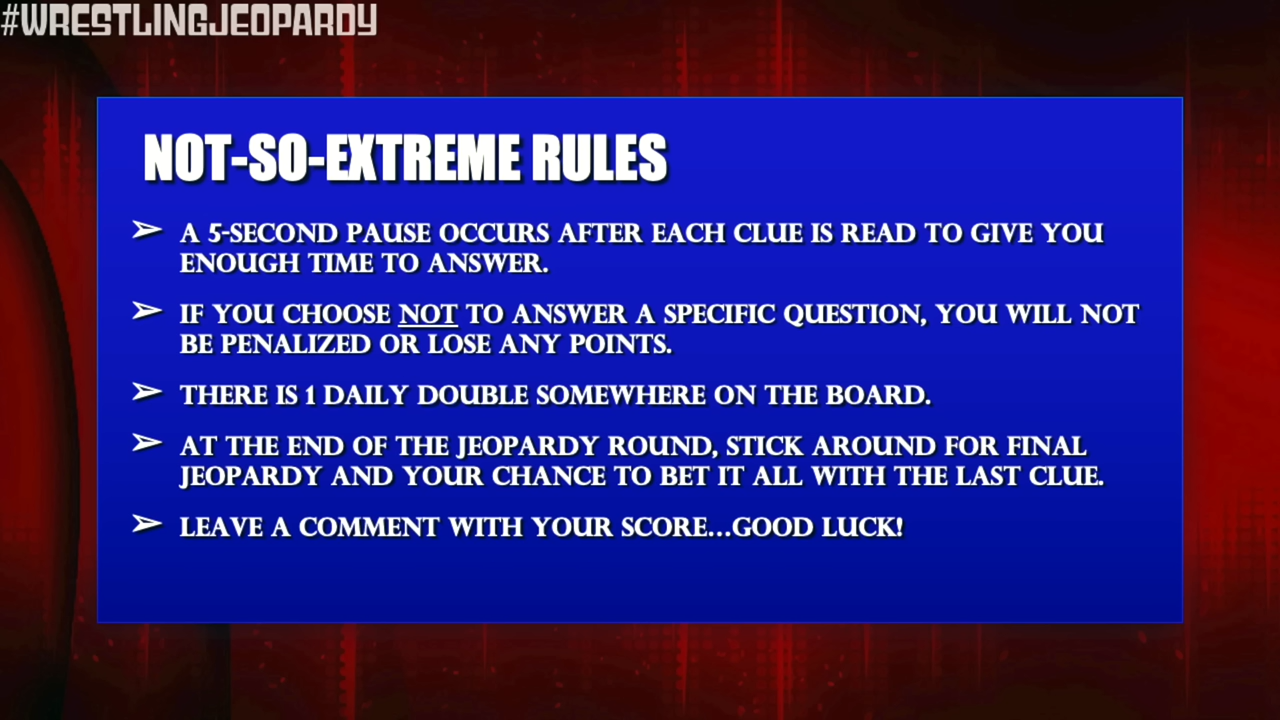 #WRESTLINGJEOPARDY
NOT-SO-EXTREME RULES
➢ A 5-SECOND PAUSE OCCURS AFTER EACH CLUE IS READ TO GIVE YOU
ENOUGH TIME TO ANSWER.
➢ IF YOU CHOOSE NOT TO ANSWER A SPECIFIC QUESTION, YOU WILL NOT
BE PENALIZED OR LOSE ANY POINTS.
➢ THERE IS 1 DAILY DOUBLE SOMEWHERE ON THE BOARD.
➢ AT THE END OF THE JEOPARDY ROUND, STICK AROUND FOR FINAL
JEOPARDY AND YOUR CHANCE TO BET IT ALL WITH THE LAST CLUE.
➢ LEAVE A COMMENT WITH YOUR SCORE...GOOD LUCK!